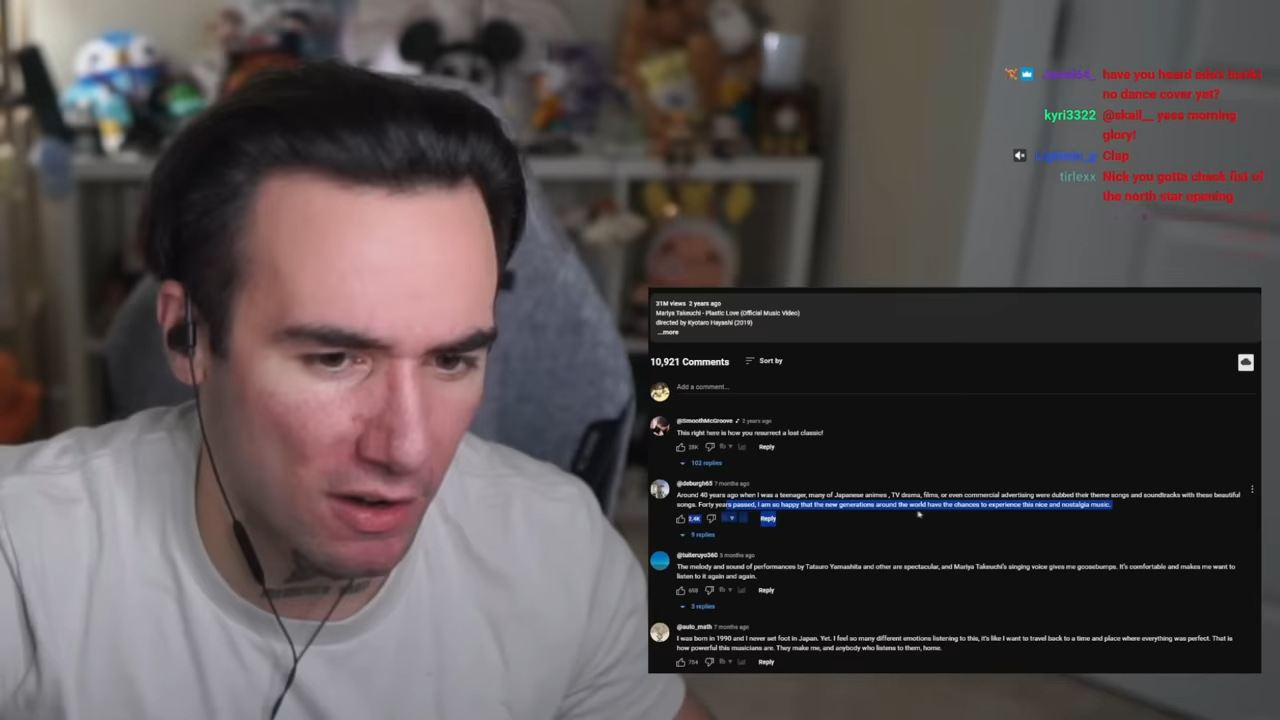 have you heard
no dance cover yet?
kyri3322 @skail__ yaes morning
glory!
Clap
tirlexx Nick you gotta check fist of
the north star opening
31M views 2 years ago
Mariya Takeuchi - Plastic Love (Official Music Video)
directed by Kyotaro Hayashi (2019)
...more
10,921 Comments Sort by
Add a comment...
@SmoothMcGroove 2 years ago
This right here is how you resurrect a lost classic!
28K Reply
102 replies
@deburgh65 7 months ago
Around 40 years ago when I was a teenager, many of Japanese animes , TV drama, films, or even commercial advertising were dubbed their theme songs and soundtracks with these beautiful
songs. Forty years passed, I am so happy that the new generations around the world have the chances to experience this nice and nostalgia music.
2.4K Reply
9 replies
@tuiteruyo360 3 months ago
The melody and sound of performances by Tatsuro Yamashita and other are spectacular, and Mariya Takeuchi's singing voice gives me goosebumps. It's comfortable and makes me want to
listen to it again and again.
Reply
3 replies
@auto_math 7 months ago
I was born in 1990 and I never set foot in Japan. Yet, I feel so many different emotions listening to this, it's like I want to travel back to a time and place where everything was perfect. That is
how powerful this musicians are. They make me, and anybody who listens to them, home.
754 Reply